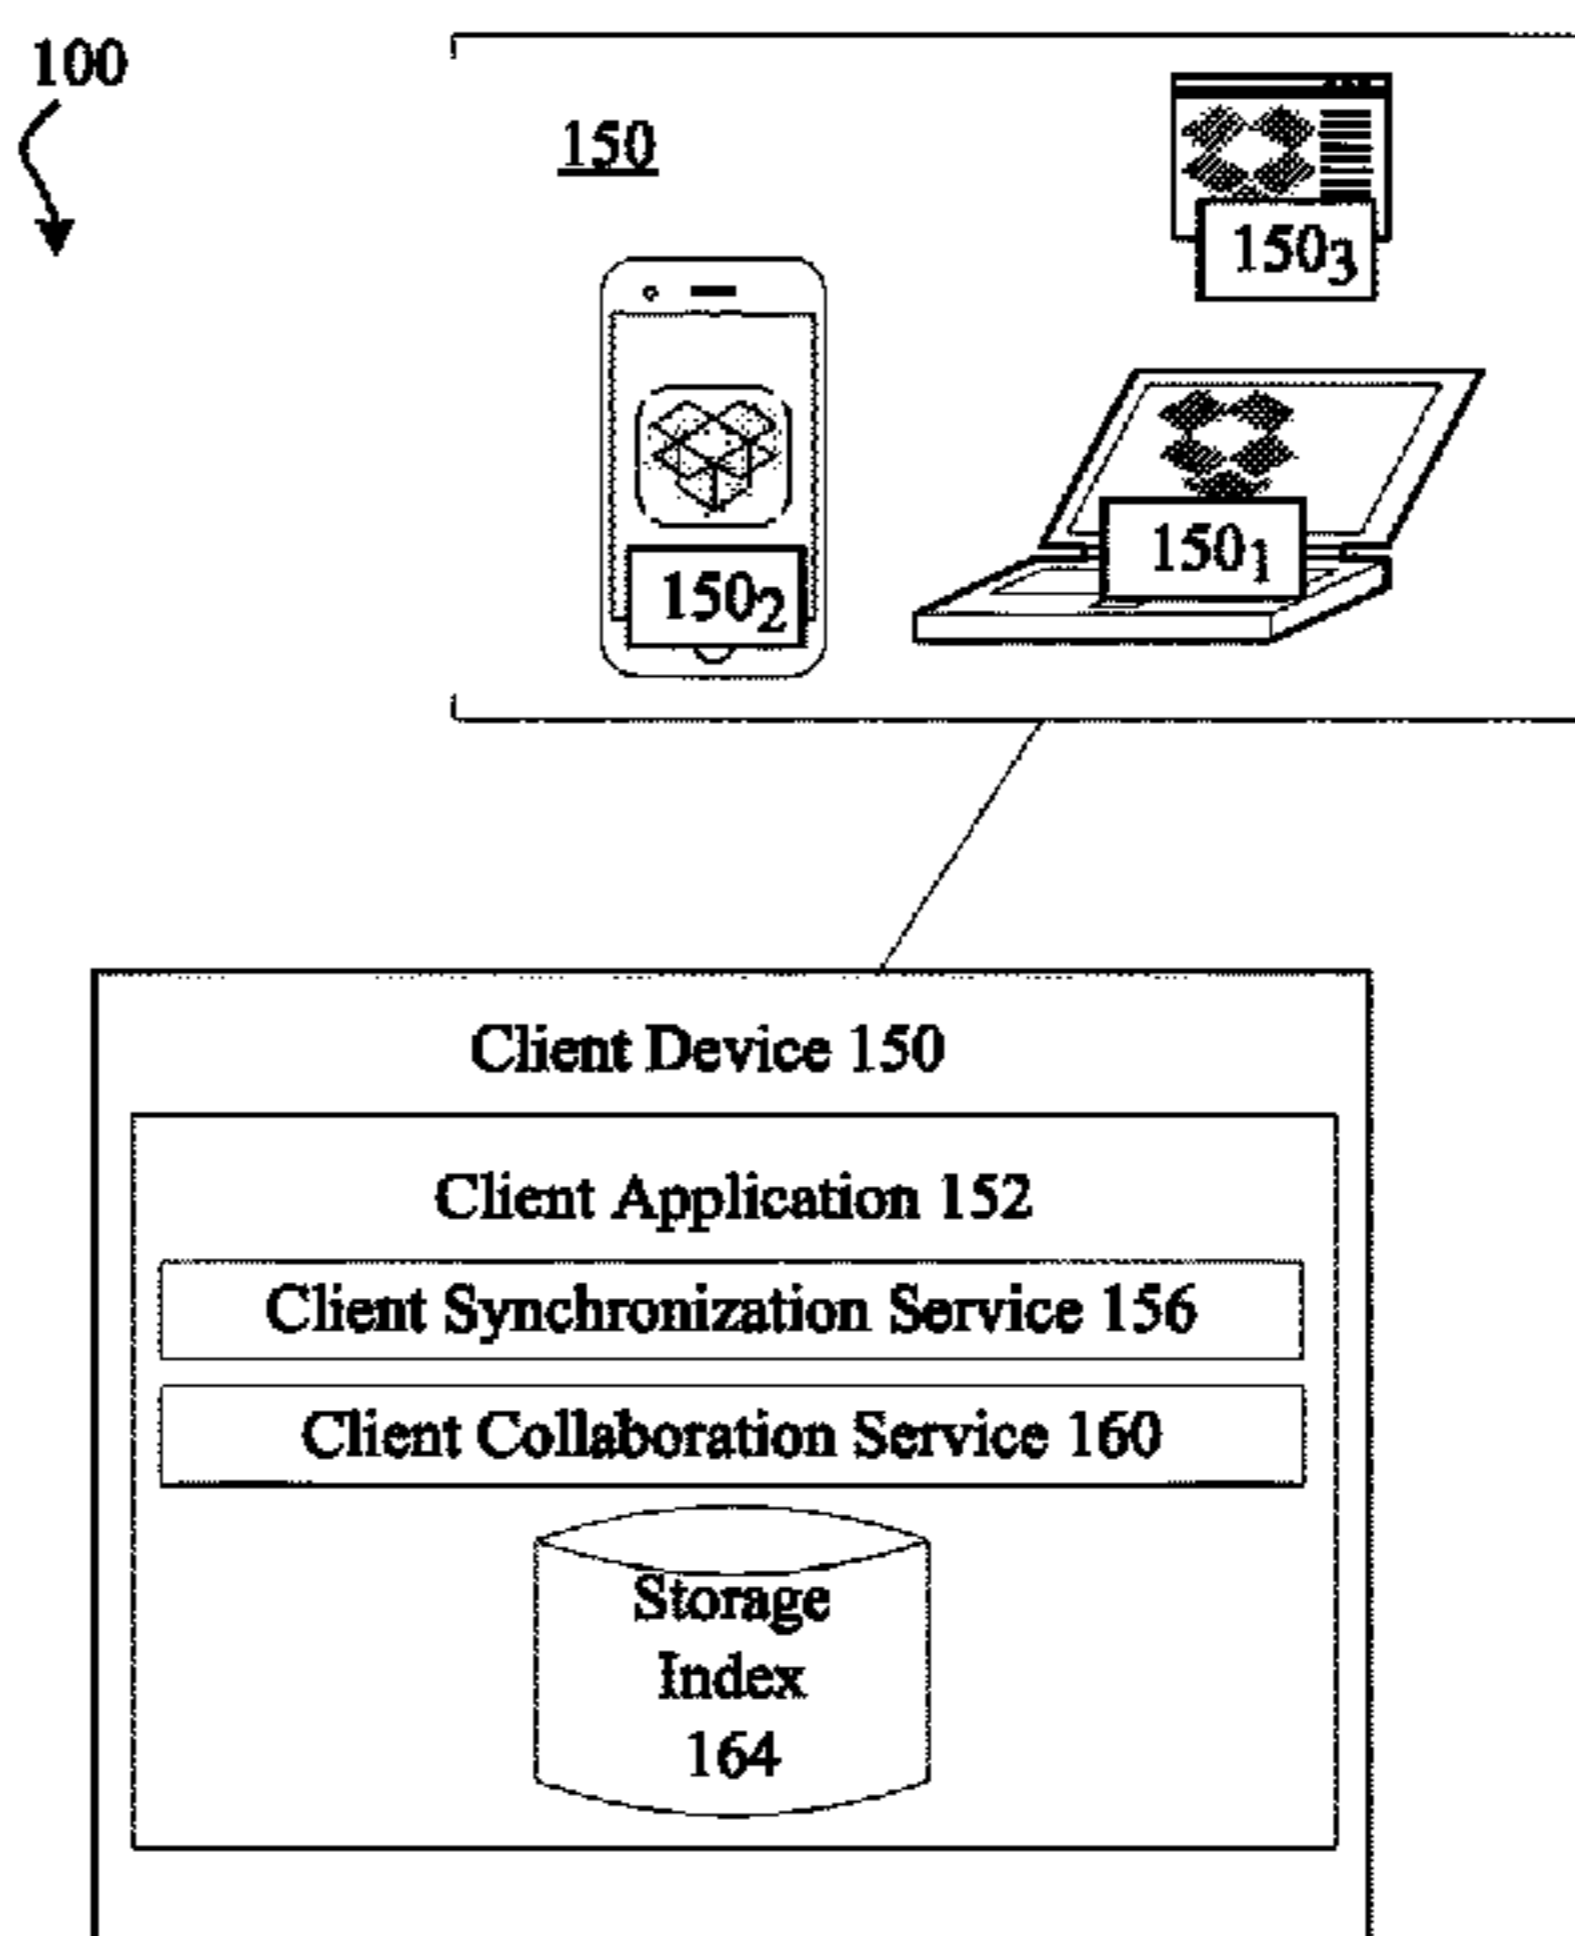 100
150
150₃
150₁
150₂
Client Device 150
Client Application 152
Client Synchronization Service 156
Client Collaboration Service 160
Storage
Index
164